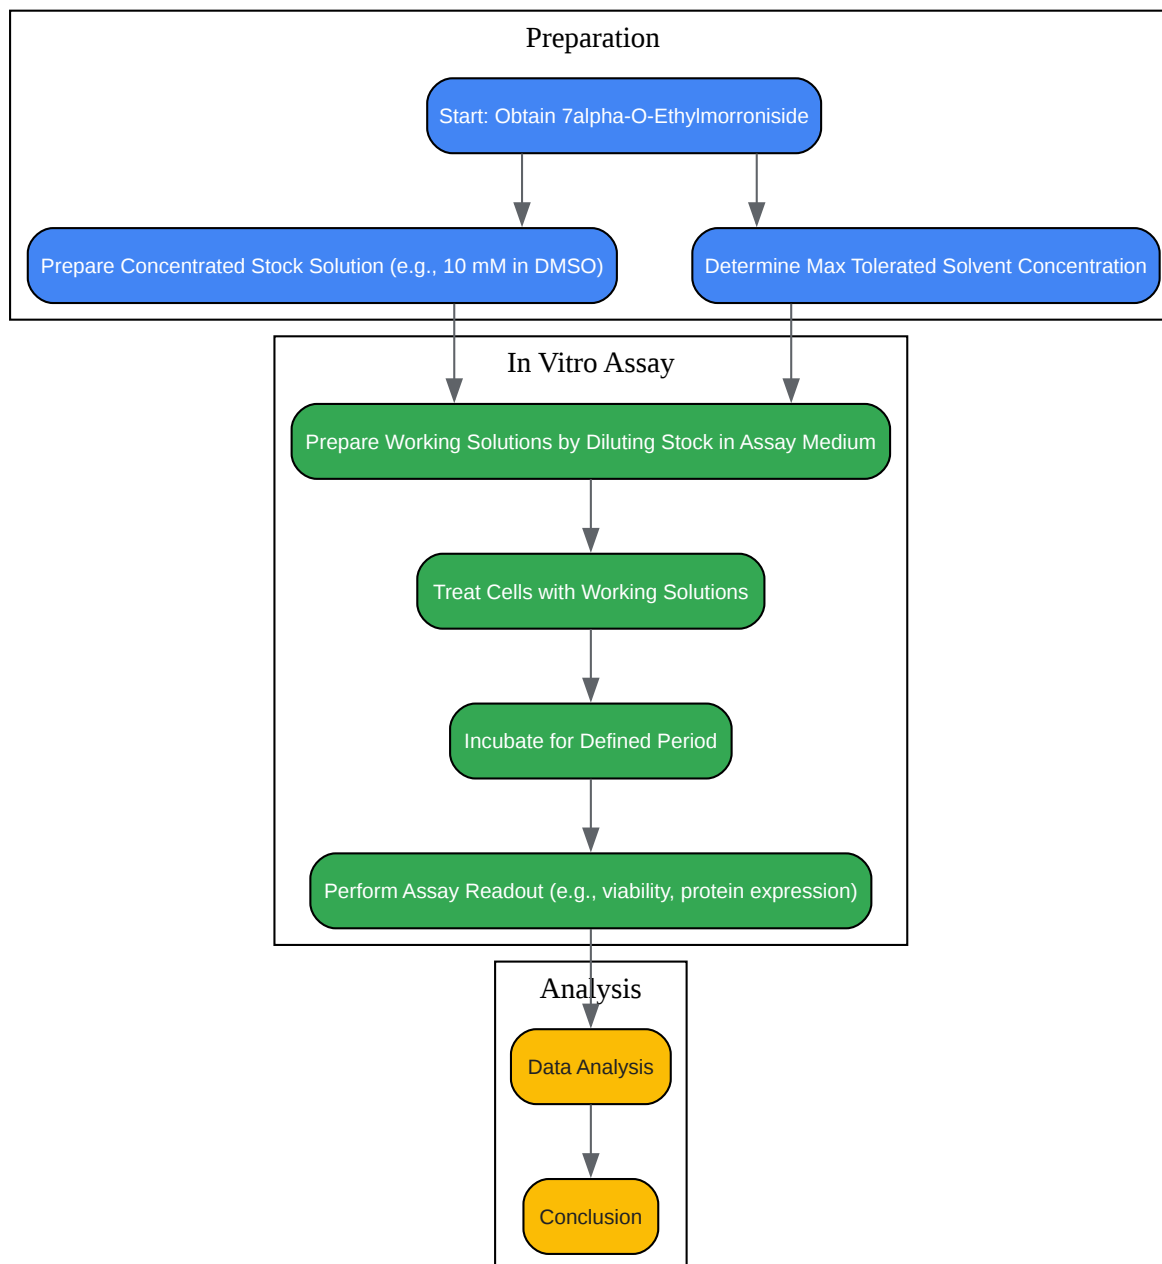 Preparation
Start: Obtain 7alpha-O-Ethylmorroniside
Prepare Concentrated Stock Solution (e.g., 10 mM in DMSO)
Determine Max Tolerated Solvent Concentration
In Vitro Assay
Prepare Working Solutions by Diluting Stock in Assay Medium
Treat Cells with Working Solutions
Incubate for Defined Period
Perform Assay Readout (e.g., viability, protein expression)
Analysis
Data Analysis
Conclusion